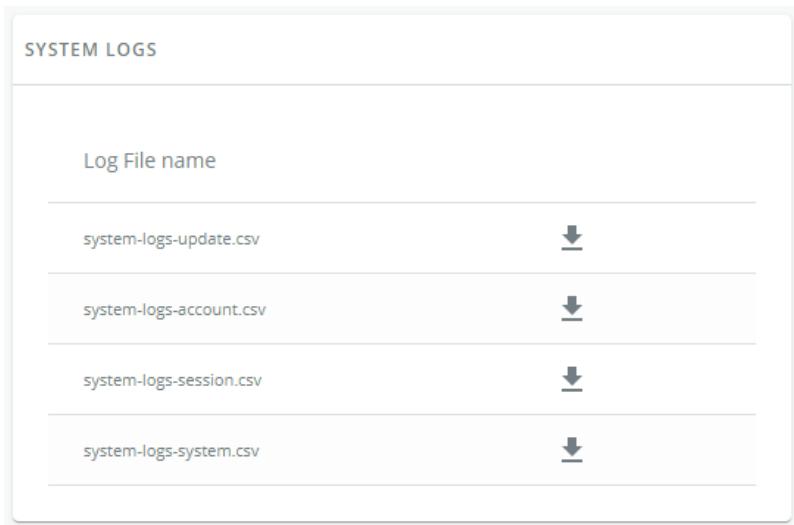 SYSTEM LOGS
Log File name
system-logs-update.csv
system-logs-account.csv
system-logs-session.csv
system-logs-system.csv